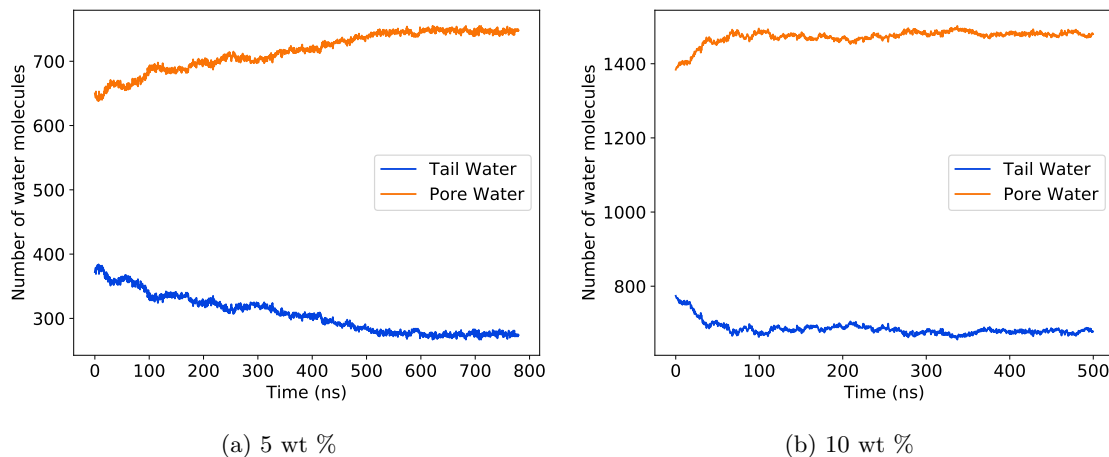 700
600
500
400
300
Number of water molecules
0 100 200 300 400 500 600 700 800
Time (ns)
Tail Water
Pore Water
(a) 5 wt %
1400
1200
1000
800
Number of water molecules
0 100 200 300 400 500
Time (ns)
Tail Water
Pore Water
(b) 10 wt %